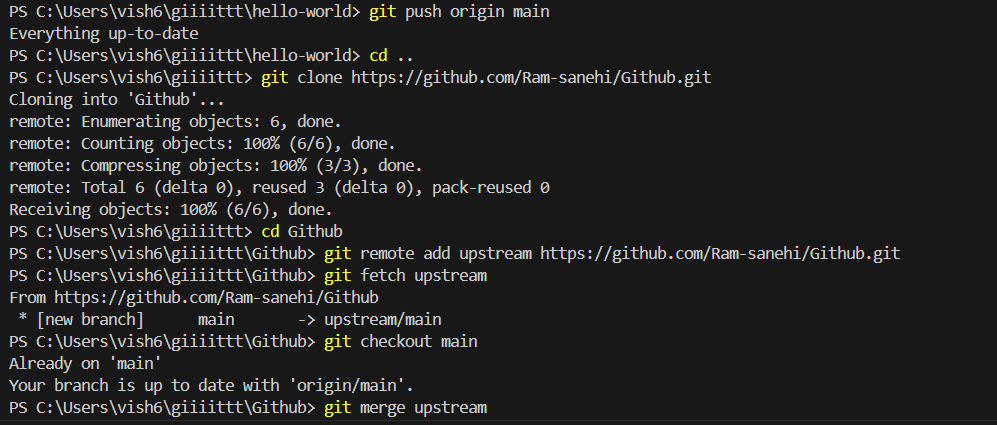 PS C:\Users\vish6\giiiittt\hello-world> git push origin main
Everything up-to-date
PS C:\Users\vish6\giiiittt\hello-world> cd ..
PS C:\Users\vish6\giiiittt> git clone https://github.com/Ram-sanehi/Github.git
Cloning into 'Github'...
remote: Enumerating objects: 6, done.
remote: Counting objects: 100% (6/6), done.
remote: Compressing objects: 100% (3/3), done.
remote: Total 6 (delta 0), reused 3 (delta 0), pack-reused 0
Receiving objects: 100% (6/6), done.
PS C:\Users\vish6\giiiittt> cd Github
PS C:\Users\vish6\giiiittt\Github> git remote add upstream https://github.com/Ram-sanehi/Github.git
PS C:\Users\vish6\giiiittt\Github> git fetch upstream
From https://github.com/Ram-sanehi/Github
 * [new branch]      main       -> upstream/main
PS C:\Users\vish6\giiiittt\Github> git checkout main
Already on 'main'
Your branch is up to date with 'origin/main'.
PS C:\Users\vish6\giiiittt\Github> git merge upstream